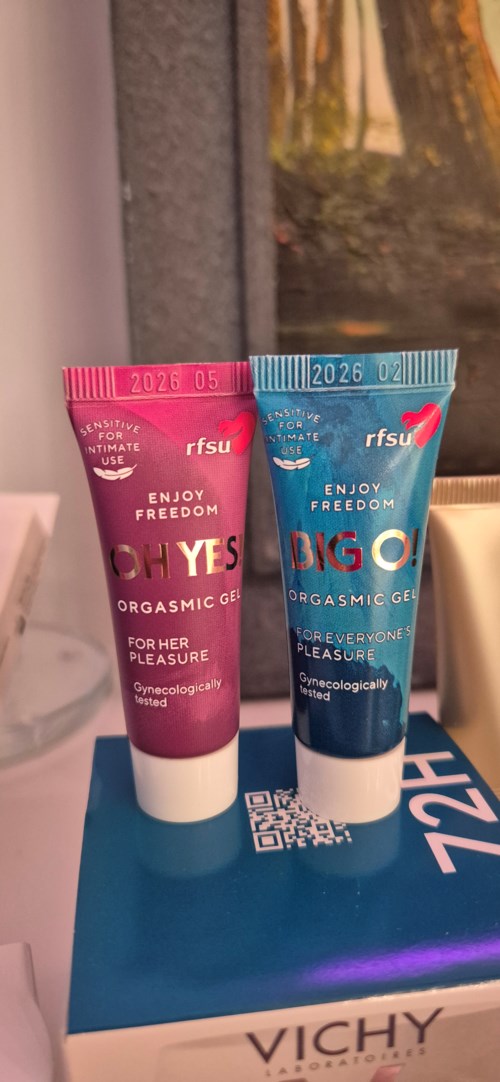 2026 05
SENSITIVE
FOR
INTIMATE
USE
rfsu
ENJOY
FREEDOM
OH YES!
ORGASMIC GEL
FOR HER
PLEASURE
Gynecologically
tested
2026 02
SENSITIVE
FOR
INTIMATE
USE
rfsu
ENJOY
FREEDOM
BIG O!
ORGASMIC GEL
FOR EVERYONE'S
PLEASURE
Gynecologically
tested
72H
VICHY
LABORATOIRES